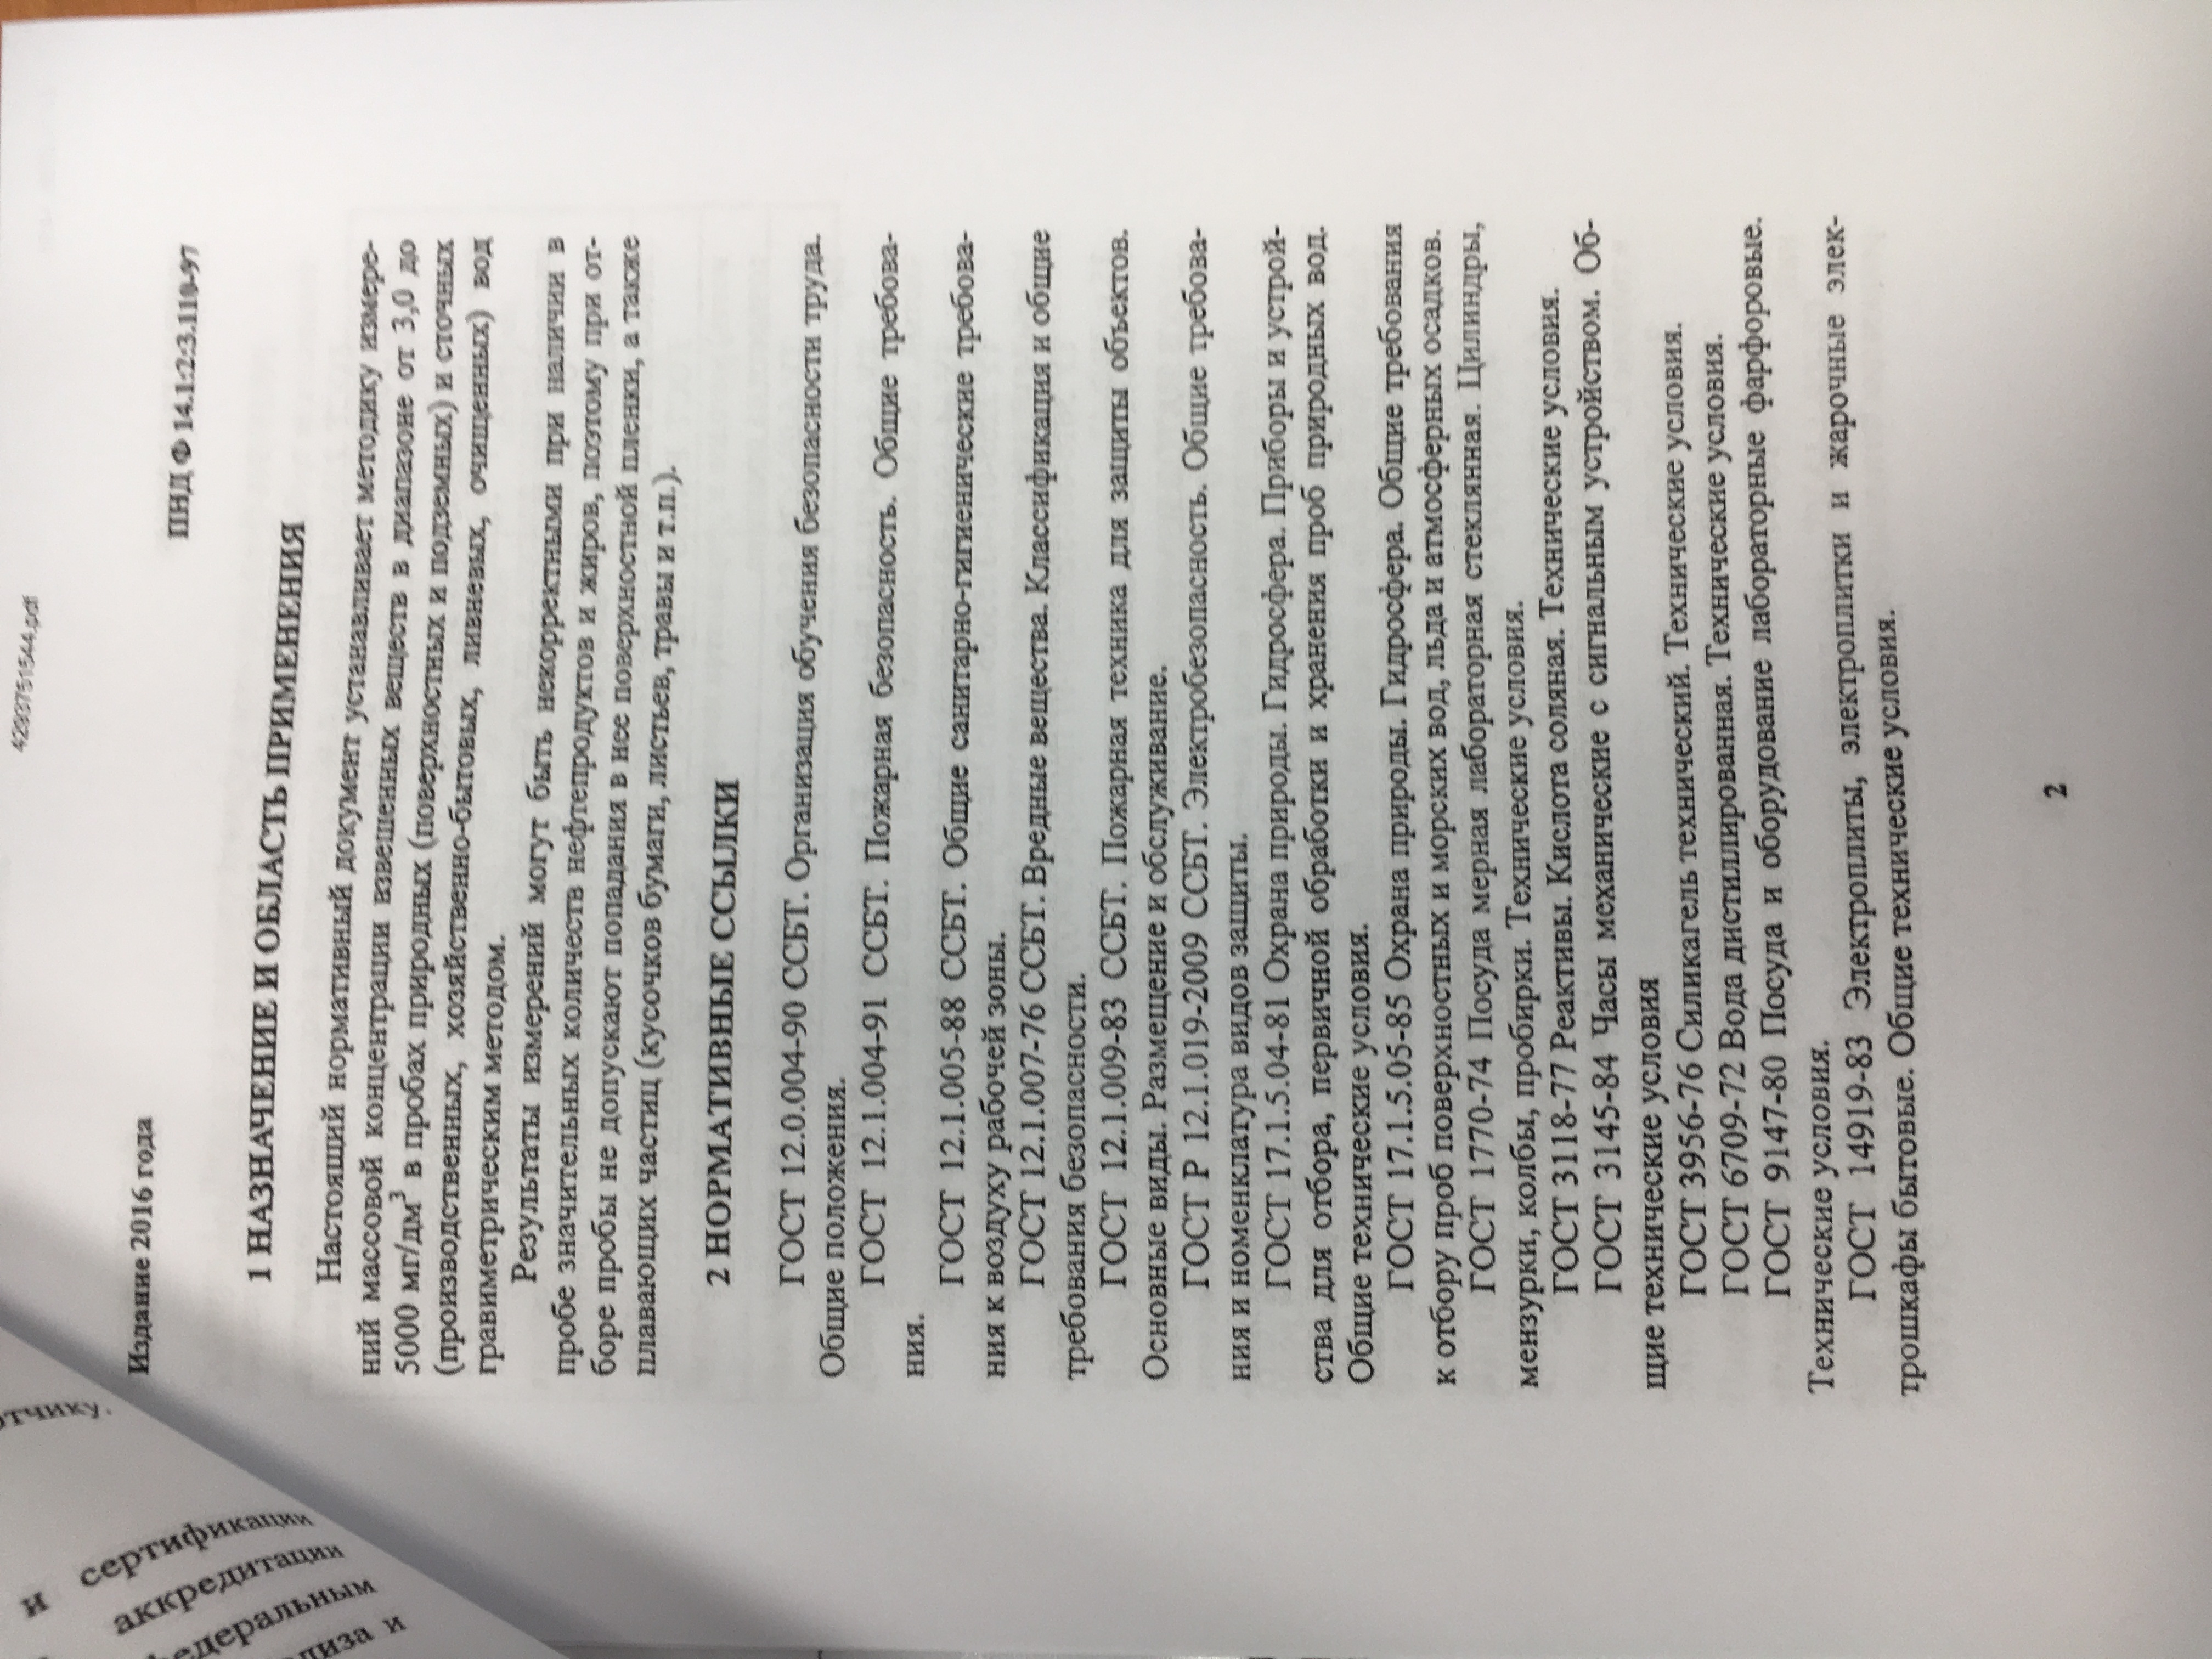 4293751544.pdf
Издание 2016 года
ПНД Ф 14.1:2:3.110-97
1 НАЗНАЧЕНИЕ И ОБЛАСТЬ ПРИМЕНЕНИЯ
Настоящий нормативный документ устанавливает методику измере-
ний массовой концентрации взвешенных веществ в диапазоне от 3,0 до
5000 мг/дм³ в пробах природных (поверхностных и подземных) и сточных
(производственных, хозяйственно-бытовых, ливневых, очищенных) вод
гравиметрическим методом.
Результаты измерений могут быть некорректными при наличии в
пробе значительных количеств нефтепродуктов и жиров, поэтому при от-
боре пробы не допускают попадания в нее поверхностной пленки, а также
плавающих частиц (кусочков бумаги, листьев, травы и т.п.).
2 НОРМАТИВНЫЕ ССЫЛКИ
ГОСТ 12.0.004-90 ССБТ. Организация обучения безопасности труда.
Общие положения.
ГОСТ 12.1.004-91 ССБТ. Пожарная безопасность. Общие требова-
ния.
ГОСТ 12.1.005-88 ССБТ. Общие санитарно-гигиенические требова-
ния к воздуху рабочей зоны.
ГОСТ 12.1.007-76 ССБТ. Вредные вещества. Классификация и общие
требования безопасности.
ГОСТ 12.1.009-83 ССБТ. Пожарная техника для защиты объектов.
Основные виды. Размещение и обслуживание.
ГОСТ Р 12.1.019-2009 ССБТ. Электробезопасность. Общие требова-
ния и номенклатура видов защиты.
ГОСТ 17.1.5.04-81 Охрана природы. Гидросфера. Приборы и устрой-
ства для отбора, первичной обработки и хранения проб природных вод.
Общие технические условия.
ГОСТ 17.1.5.05-85 Охрана природы. Гидросфера. Общие требования
к отбору проб поверхностных и морских вод, льда и атмосферных осадков.
ГОСТ 1770-74 Посуда мерная лабораторная стеклянная. Цилиндры,
мензурки, колбы, пробирки. Технические условия.
ГОСТ 3118-77 Реактивы. Кислота соляная. Технические условия.
ГОСТ 3145-84 Часы механические с сигнальным устройством. Об-
щие технические условия
ГОСТ 3956-76 Силикагель технический. Технические условия.
ГОСТ 6709-72 Вода дистиллированная. Технические условия.
ГОСТ 9147-80 Посуда и оборудование лабораторные фарфоровые.
Технические условия.
ГОСТ 14919-83 Электроплиты, электроплитки и жарочные элек-
трошкафы бытовые. Общие технические условия.
2
и сертификации
аккредитации